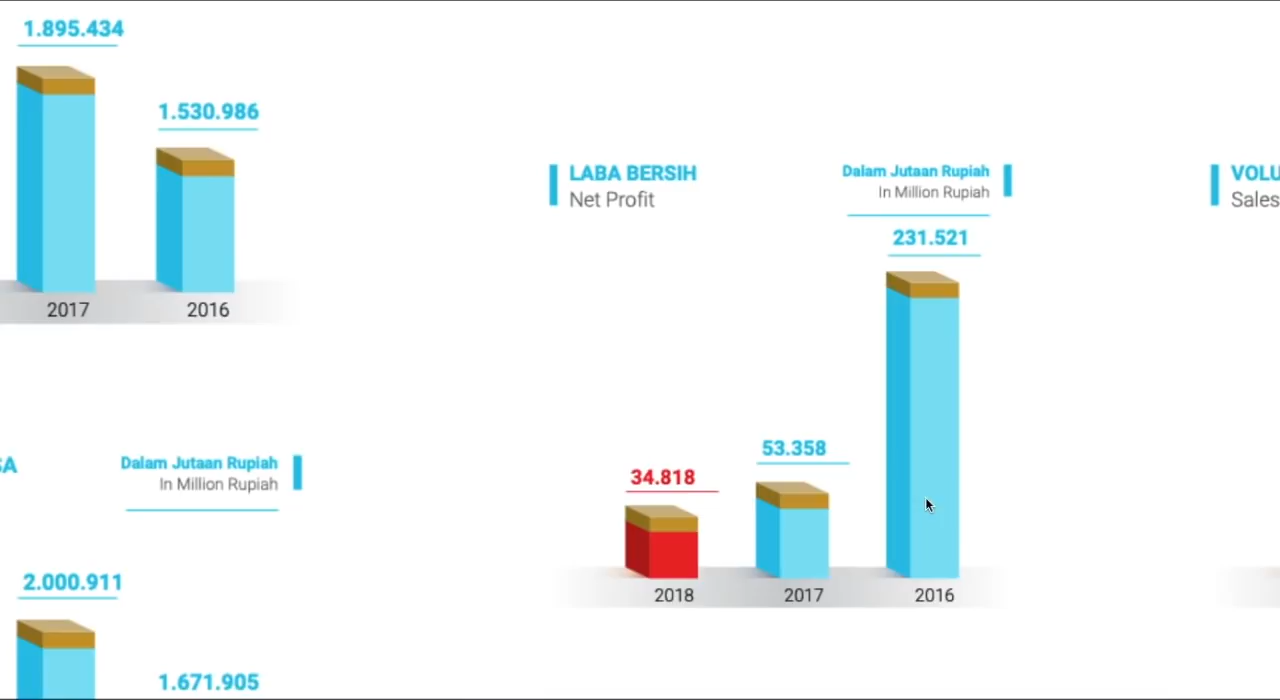 1.895.434
1.530.986
2017
2016
SA
Dalam Jutaan Rupiah
In Million Rupiah
2.000.911
1.671.905
LABA BERSIH
Net Profit
Dalam Jutaan Rupiah
In Million Rupiah
231.521
53.358
34.818
2018
2017
2016
VOLU
Sales